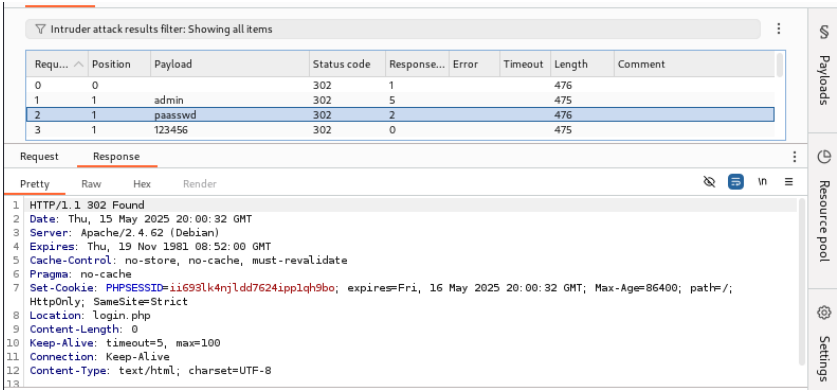 Intruder attack results filter: Showing all items
Requ... Position Payload Status code Response... Error Timeout Length Comment
0 0 302 1 476
1 1 admin 302 5 475
2 1 paasswd 302 2 476
3 1 123456 302 0 475
Request Response
Pretty Raw Hex Render \n
1 HTTP/1.1 302 Found
2 Date: Thu, 15 May 2025 20:00:32 GMT
3 Server: Apache/2.4.62 (Debian)
4 Expires: Thu, 19 Nov 1981 08:52:00 GMT
5 Cache-Control: no-store, no-cache, must-revalidate
6 Pragma: no-cache
7 Set-Cookie: PHPSESSID=ii693lk4njldd7624ipp1qh9bo; expires=Fri, 16 May 2025 20:00:32 GMT; Max-Age=86400; path=/;
HttpOnly; SameSite=Strict
8 Location: login.php
9 Content-Length: 0
10 Keep-Alive: timeout=5, max=100
11 Connection: Keep-Alive
12 Content-Type: text/html; charset=UTF-8
13
Payloads
Resource pool
Settings